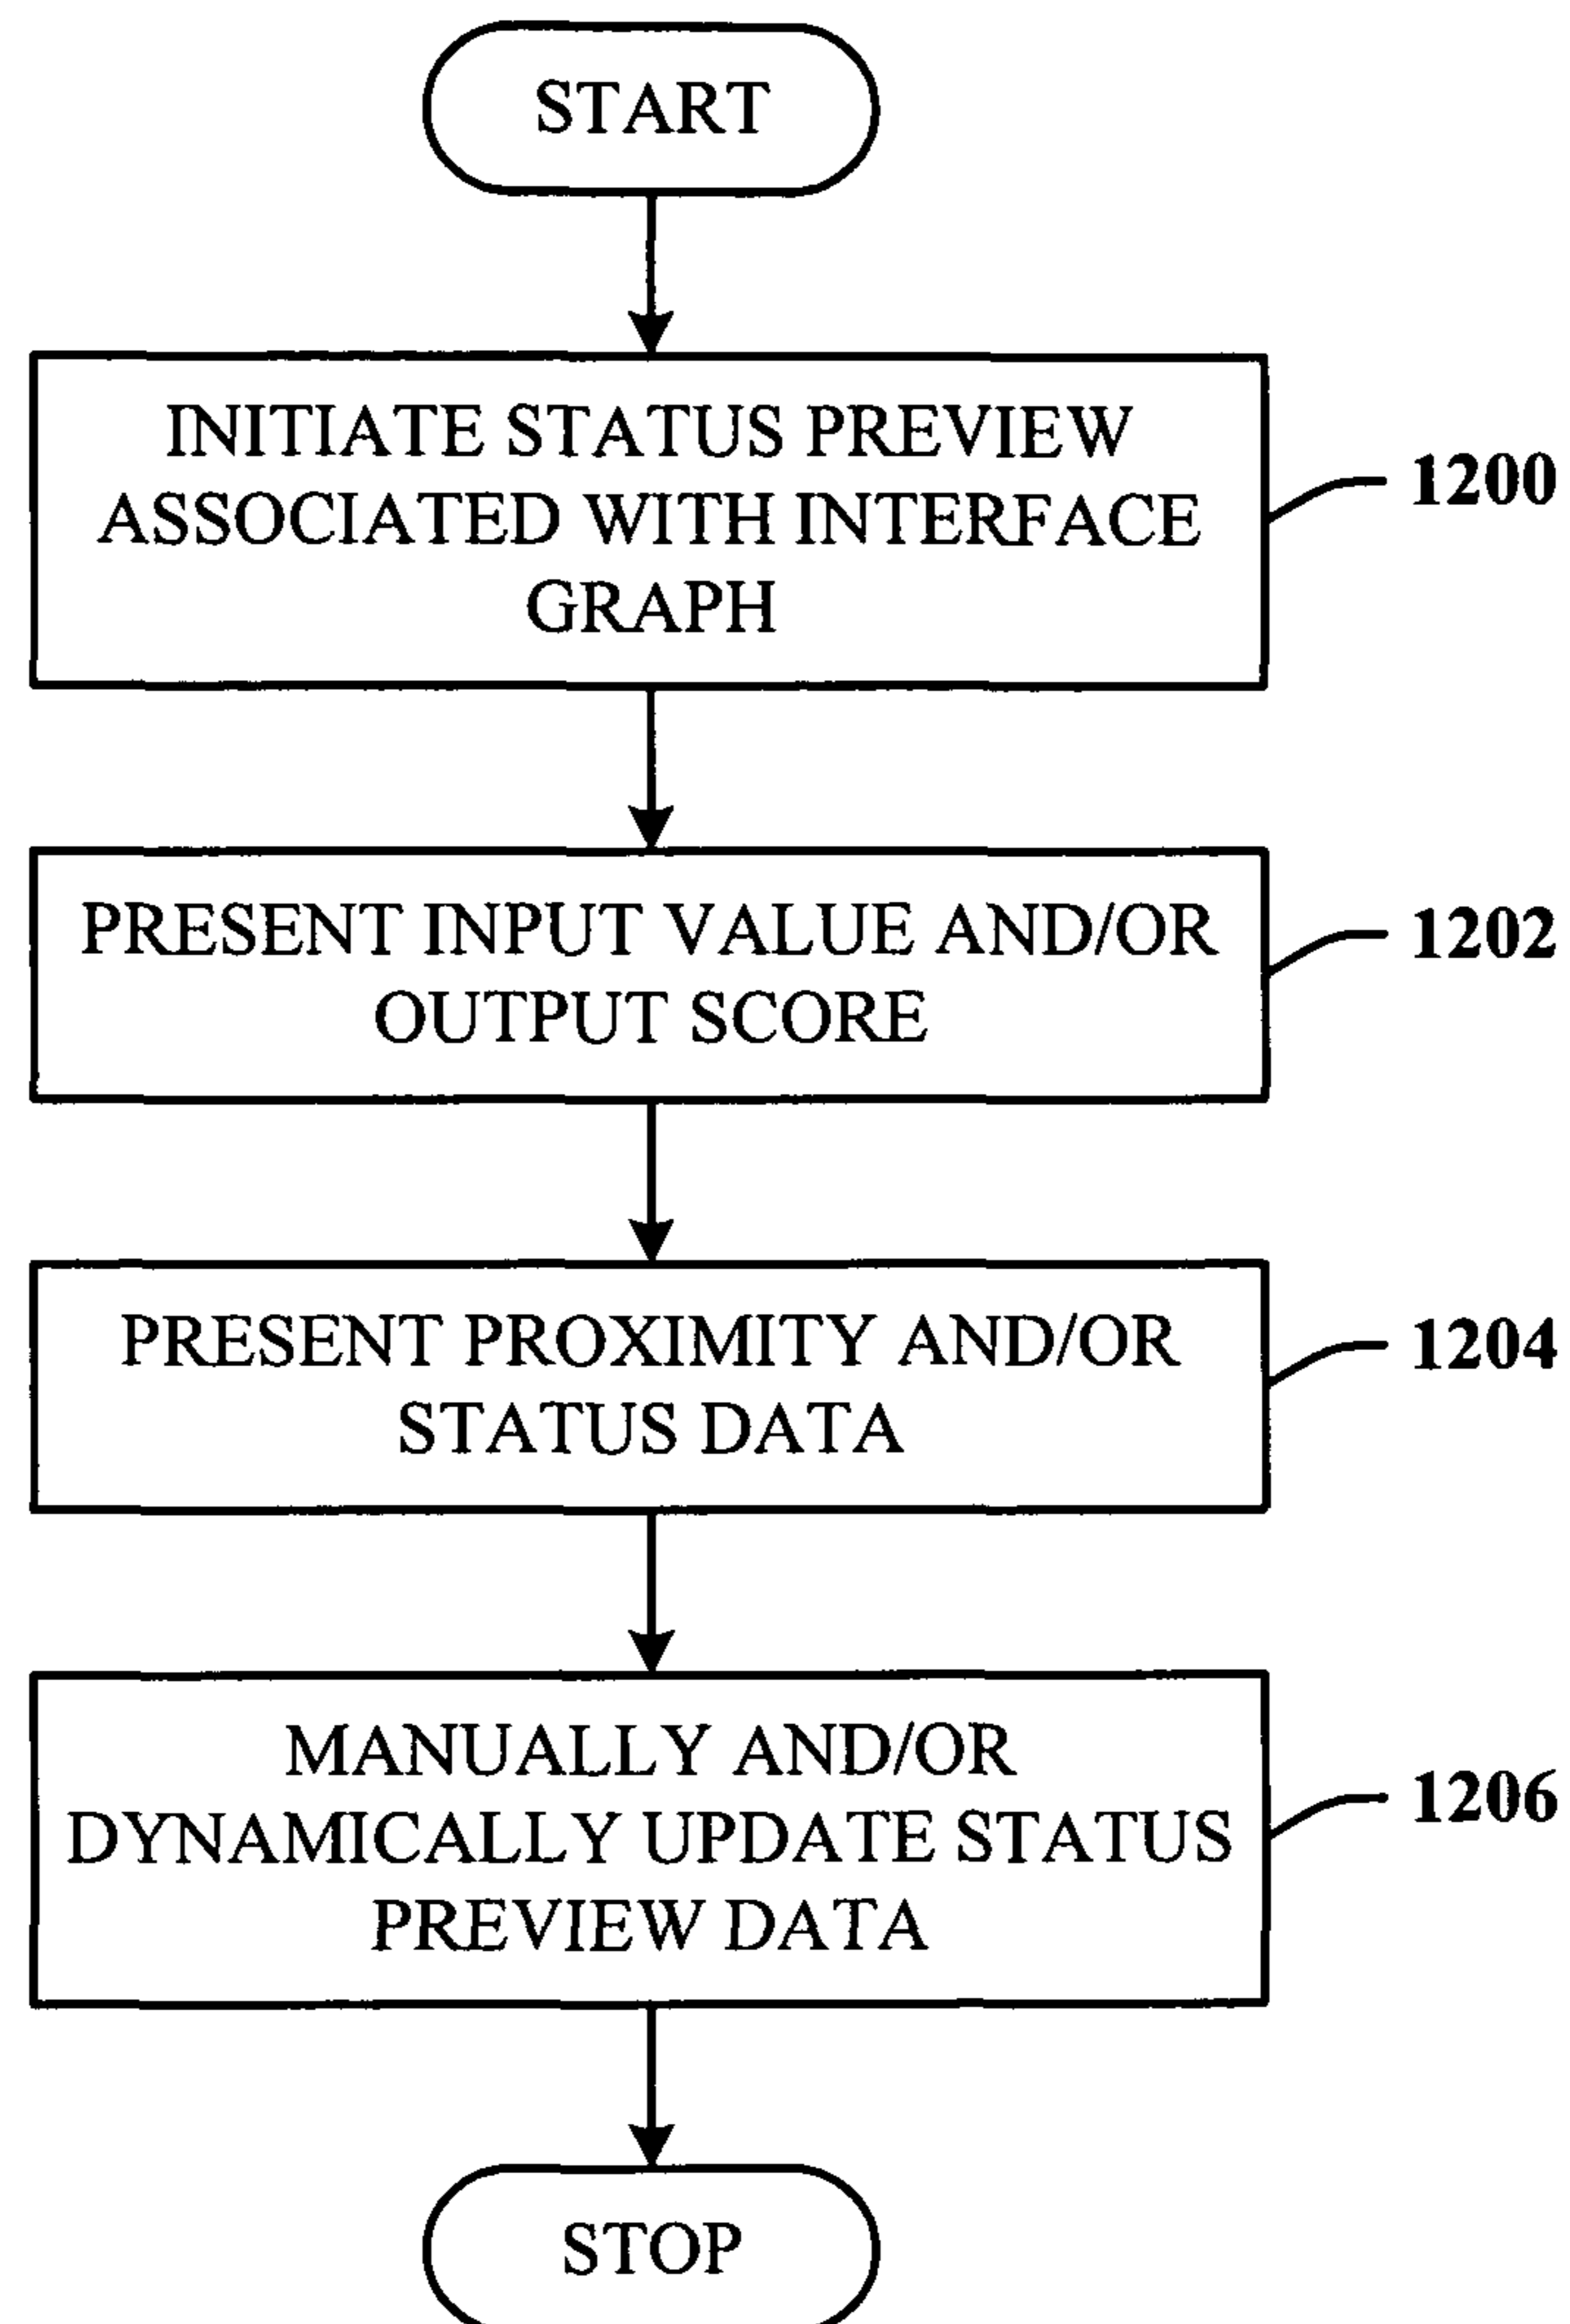 START
INITIATE STATUS PREVIEW
ASSOCIATED WITH INTERFACE
GRAPH
1200
PRESENT INPUT VALUE AND/OR
OUTPUT SCORE
1202
PRESENT PROXIMITY AND/OR
STATUS DATA
1204
MANUALLY AND/OR
DYNAMICALLY UPDATE STATUS
PREVIEW DATA
1206
STOP